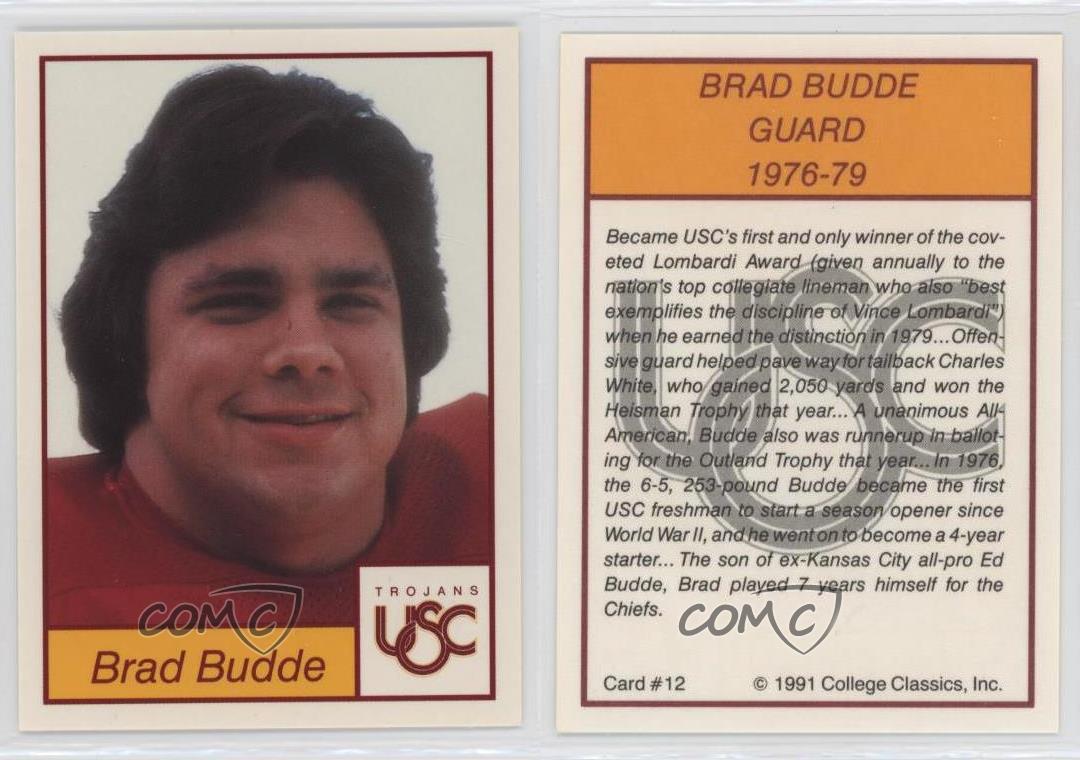 TROJANS
USC
COMC
Brad Budde
BRAD BUDDE
GUARD
1976-79
Became USC's first and only winner of the cov-
eted Lombardi Award (given annually to the
nation's top collegiate lineman who also "best
exemplifies the discipline of Vince Lombardi")
when he earned the distinction in 1979...Offen-
sive guard helped pave way for tailback Charles
White, who gained 2,050 yards and won the
Heisman Trophy that year... A unanimous All-
American, Budde also was runnerup in ballot-
ing for the Outland Trophy that year... In 1976,
the 6-5, 253-pound Budde became the first
USC freshman to start a season opener since
World War II, and he went on to become a 4-year
starter... The son of ex-Kansas City all-pro Ed
Budde, Brad played 7 years himself for the
Chiefs.
USC
COMC
Card #12 © 1991 College Classics, Inc.